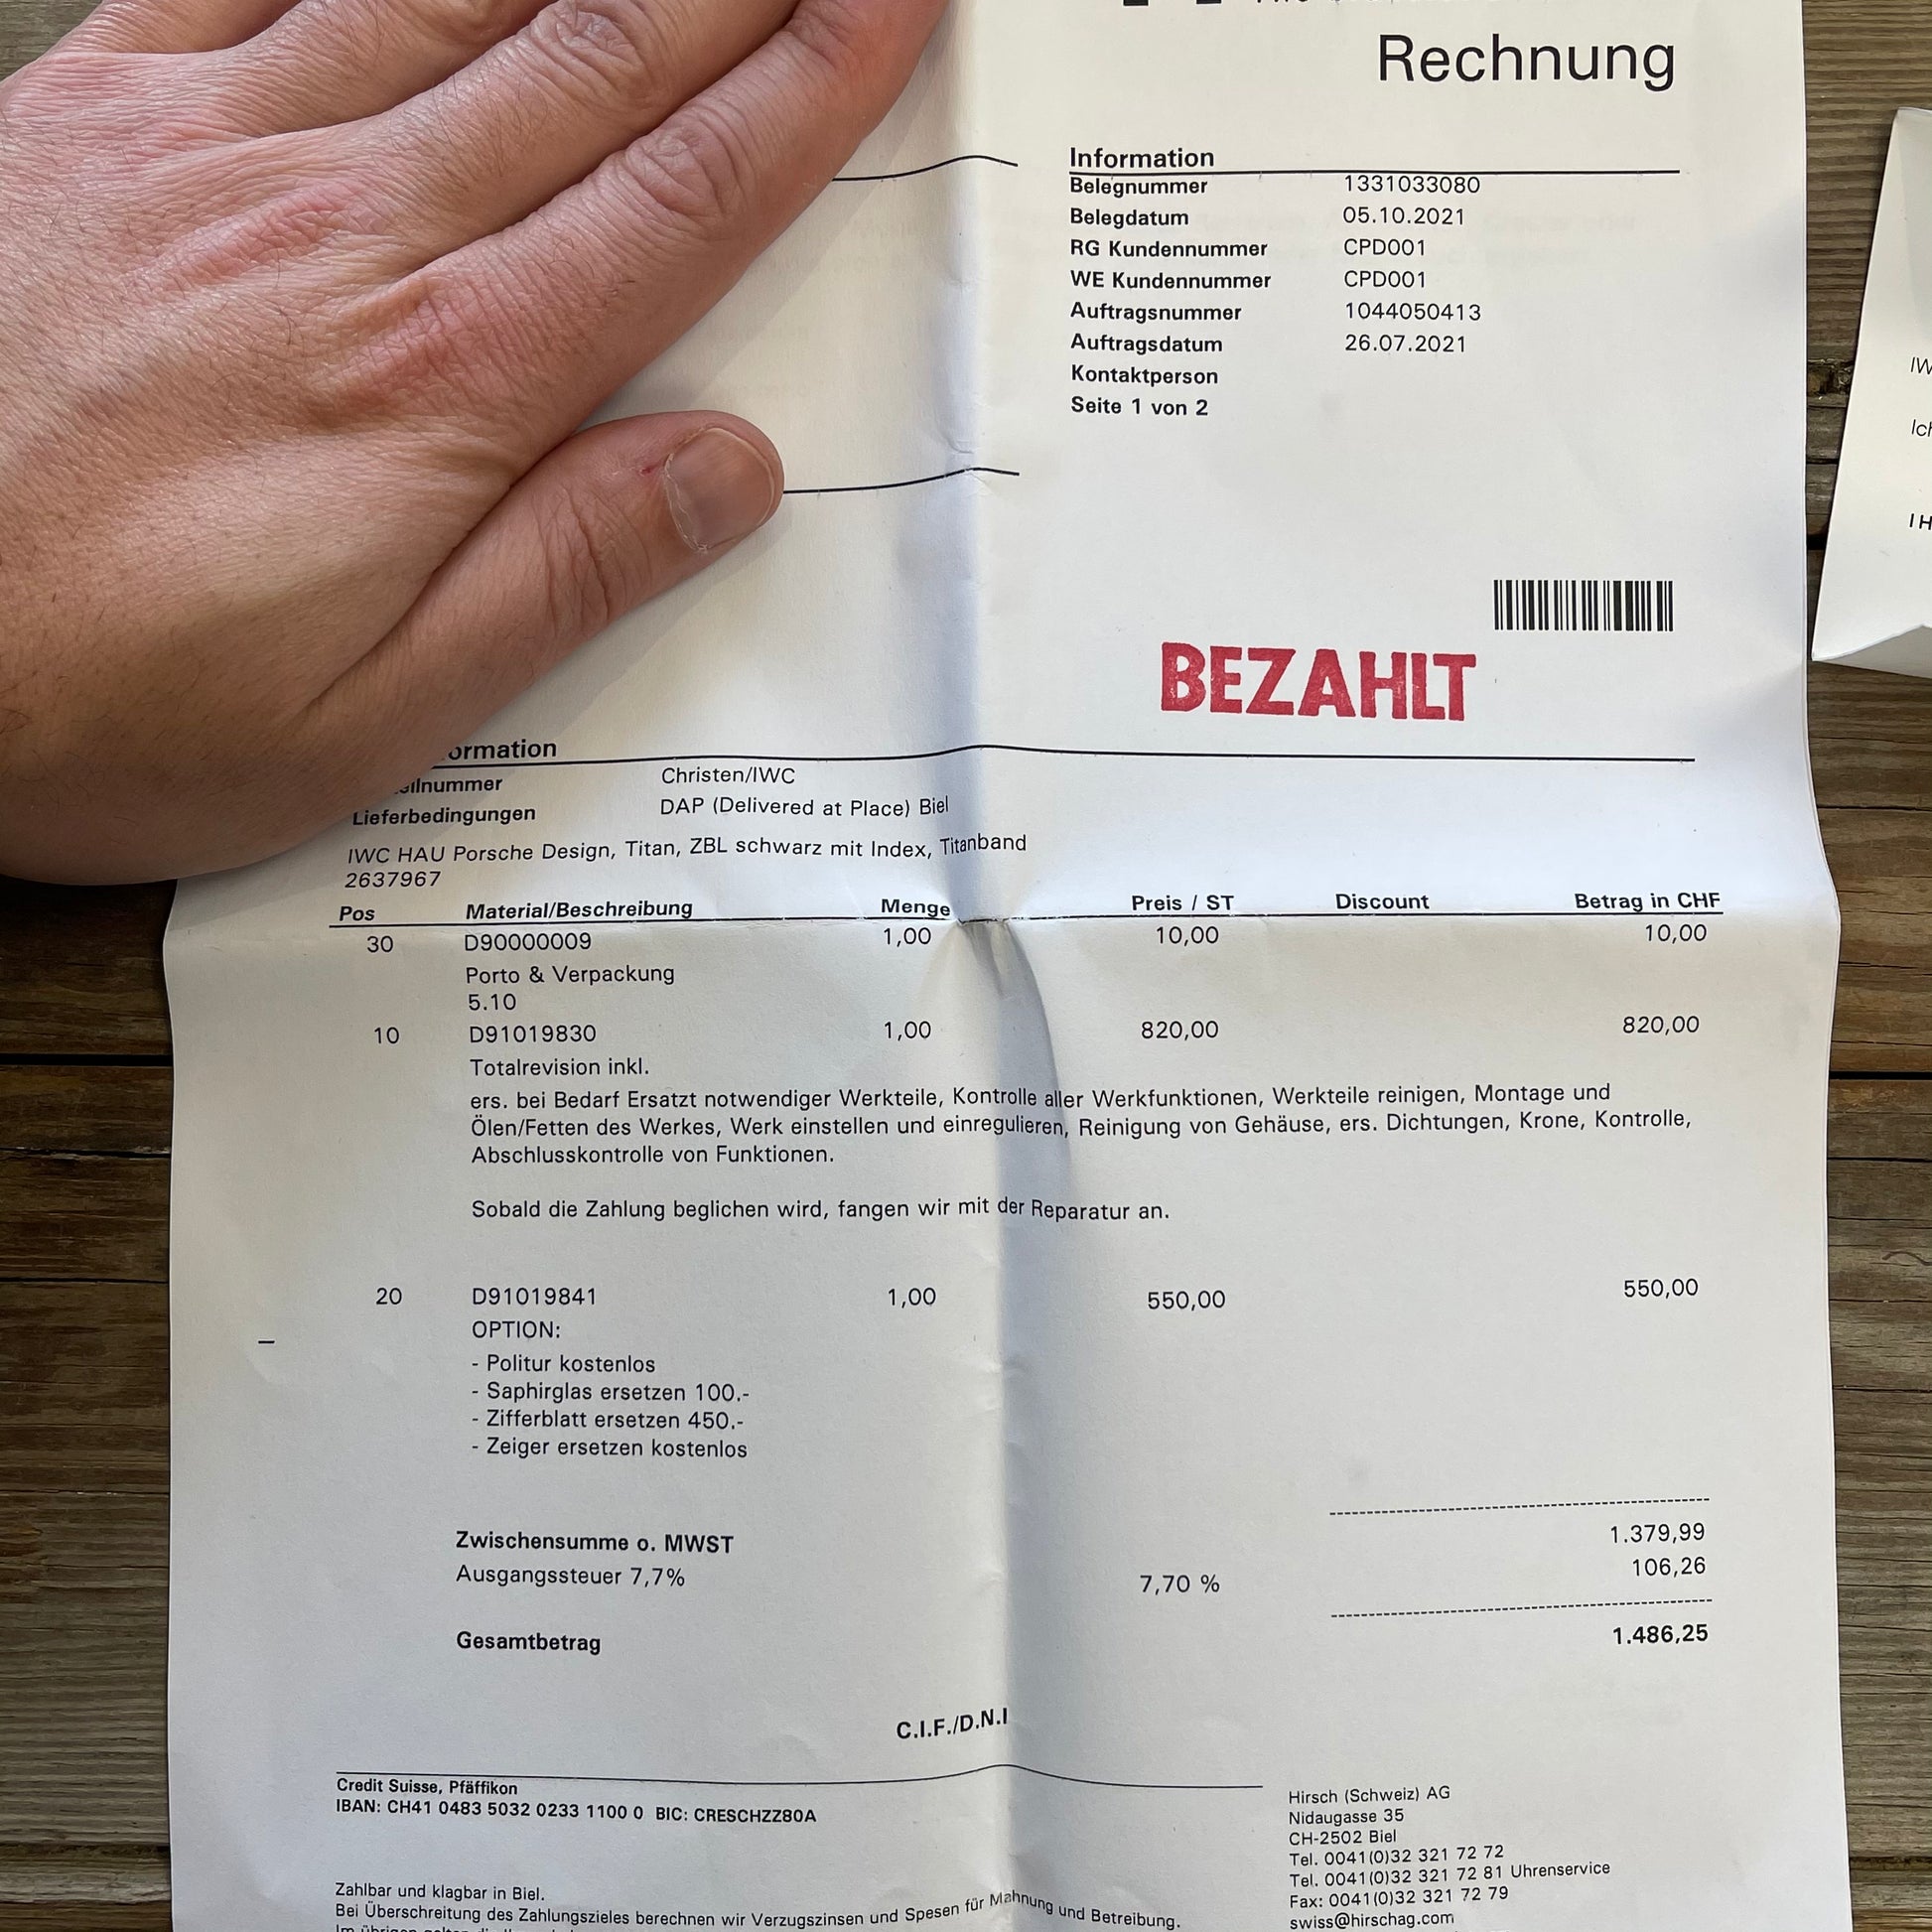 Rechnung
Information
Belegnummer 1331033080
Belegdatum 05.10.2021
RG Kundennummer CPD001
WE Kundennummer CPD001
Auftragsnummer 1044050413
Auftragsdatum 26.07.2021
Kontaktperson
Seite 1 von 2
BEZAHLT
ormation
Christen/IWC
Lieferbedingungen DAP (Delivered at Place) Biel
IWC HAU Porsche Design, Titan, ZBL schwarz mit Index, Titanband
2637967
Pos Material/Beschreibung Menge Preis / ST Discount Betrag in CHF
30 D90000009 1,00 10,00 10,00
Porto & Verpackung
5.10
10 D91019830 1,00 820,00 820,00
Totalrevision inkl.
ers. bei Bedarf Ersatzt notwendiger Werkteile, Kontrolle aller Werkfunktionen, Werkteile reinigen, Montage und
Ölen/Fetten des Werkes, Werk einstellen und einregulieren, Reinigung von Gehäuse, ers. Dichtungen, Krone, Kontrolle,
Abschlusskontrolle von Funktionen.
Sobald die Zahlung beglichen wird, fangen wir mit der Reparatur an.
20 D91019841 1,00 550,00 550,00
OPTION:
- Politur kostenlos
- Saphirglas ersetzen 100.-
- Zifferblatt ersetzen 450.-
- Zeiger ersetzen kostenlos
Zwischensumme o. MWST 1.379,99
Ausgangssteuer 7,7% 7,70 % 106,26
Gesamtbetrag 1.486,25
C.I.F./D.N.I
Credit Suisse, Pfäffikon
IBAN: CH41 0483 5032 0233 1100 0 BIC: CRESCHZZ80A
Hirsch (Schweiz) AG
Nidaugasse 35
CH-2502 Biel
Tel. 0041(0)32 321 72 72
Tel. 0041(0)32 321 72 81 Uhrenservice
Fax: 0041(0)32 321 72 79
swiss@hirschag.com
Zahlbar und klagbar in Biel.
Bei Überschreitung des Zahlungszieles berechnen wir Verzugszinsen und Spesen für Mahnung und Betreibung.